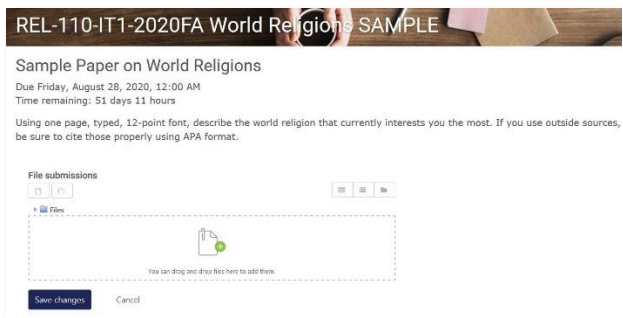 REL-110-IT1-2020FA World Religions SAMPLE
Sample Paper on World Religions
Due Friday, August 28, 2020, 12:00 AM
Time remaining: 51 days 11 hours
Using one page, typed, 12-point font, describe the world religion that currently interests you the most. If you use outside sources,
be sure to cite those properly using APA format.
File submissions
Files
You can drag and drop files here to add them.
Save changes Cancel